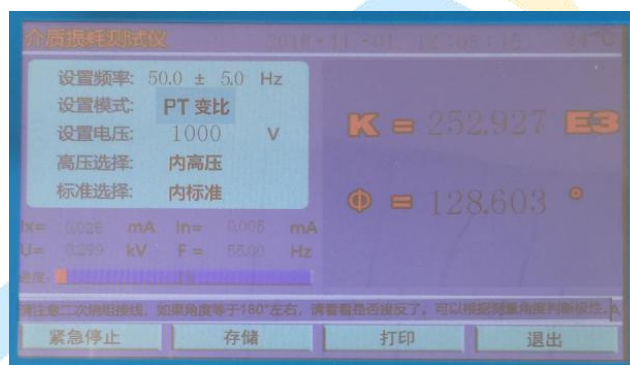 介质损耗测试仪
设置频率: 50.0 ± 5.0 Hz
设置模式: PT 变比
设置电压: 1000 V
高压选择: 内高压
标准选择: 内标准
K = 252.927 E3
Φ = 128.603 °
Ix= 0.028 mA In= 0.005 mA
U= 0.299 kV F = 55.00 Hz
进度:
请注意二次绕组接线，如果角度等于180°左右，请看看是否接反了。可以根据测量角度判断极性。
紧急停止 存储 打印 退出